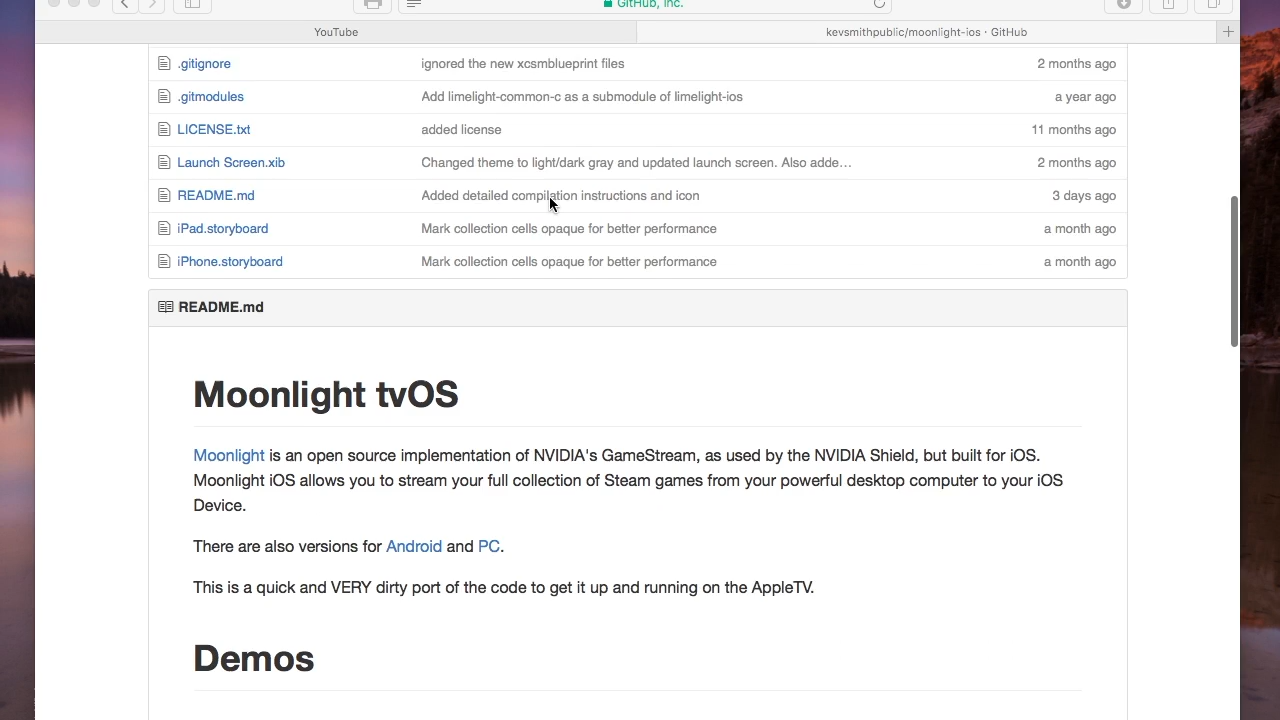 GitHub, Inc.
YouTube
kevsmithpublic/moonlight-ios · GitHub
.gitignore ignored the new xcsmblueprint files 2 months ago
.gitmodules Add limelight-common-c as a submodule of limelight-ios a year ago
LICENSE.txt added license 11 months ago
Launch Screen.xib Changed theme to light/dark gray and updated launch screen. Also adde… 2 months ago
README.md Added detailed compilation instructions and icon 3 days ago
iPad.storyboard Mark collection cells opaque for better performance a month ago
iPhone.storyboard Mark collection cells opaque for better performance a month ago
README.md
Moonlight tvOS
Moonlight is an open source implementation of NVIDIA's GameStream, as used by the NVIDIA Shield, but built for iOS.
Moonlight iOS allows you to stream your full collection of Steam games from your powerful desktop computer to your iOS
Device.
There are also versions for Android and PC.
This is a quick and VERY dirty port of the code to get it up and running on the AppleTV.
Demos